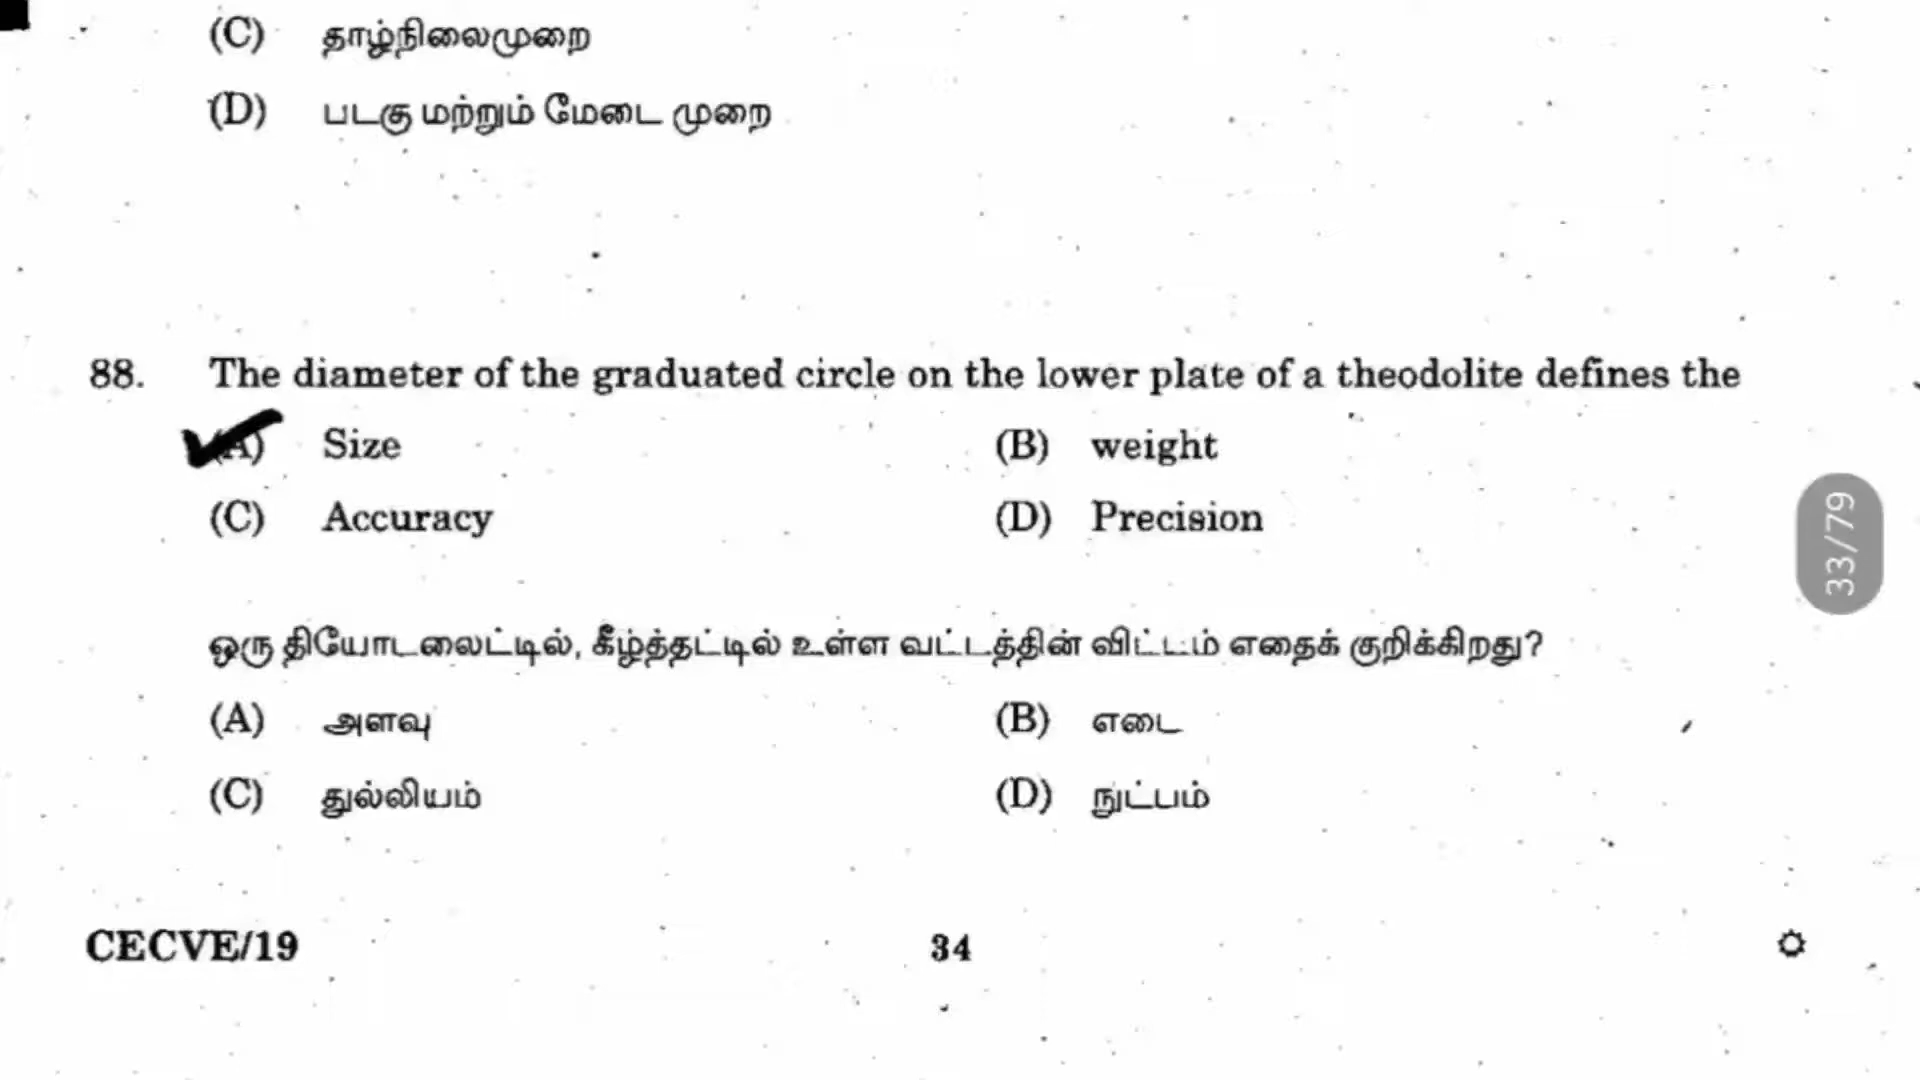 (C) தாழ்நிலைமுறை
(D) படகு மற்றும் மேடை முறை
88. The diameter of the graduated circle on the lower plate of a theodolite defines the
(A) Size (B) weight
(C) Accuracy (D) Precision
ஒரு தியோடலைட்டில், கீழ்த்தட்டில் உள்ள வட்டத்தின் விட்டம் எதைக் குறிக்கிறது?
(A) அளவு (B) எடை
(C) துல்லியம் (D) நுட்பம்
33/79
CECVE/19 34